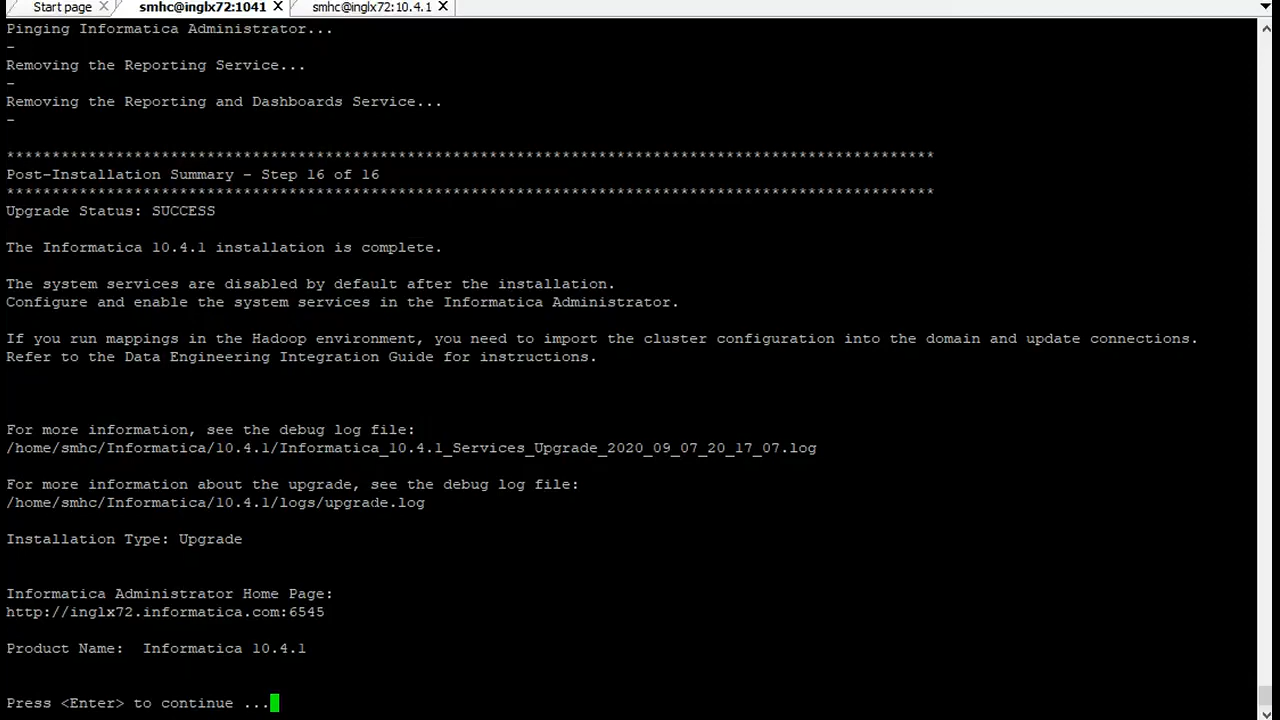 Start page
smhc@inglx72:1041
smhc@inglx72:10.4.1
Pinging Informatica Administrator...
-
Removing the Reporting Service...
-
Removing the Reporting and Dashboards Service...
-
******************************************************************************************************
Post-Installation Summary - Step 16 of 16
******************************************************************************************************
Upgrade Status: SUCCESS
The Informatica 10.4.1 installation is complete.
The system services are disabled by default after the installation.
Configure and enable the system services in the Informatica Administrator.
If you run mappings in the Hadoop environment, you need to import the cluster configuration into the domain and update connections.
Refer to the Data Engineering Integration Guide for instructions.
For more information, see the debug log file:
/home/smhc/Informatica/10.4.1/Informatica_10.4.1_Services_Upgrade_2020_09_07_20_17_07.log
For more information about the upgrade, see the debug log file:
/home/smhc/Informatica/10.4.1/logs/upgrade.log
Installation Type: Upgrade
Informatica Administrator Home Page:
http://inglx72.informatica.com:6545
Product Name:  Informatica 10.4.1
Press <Enter> to continue ...